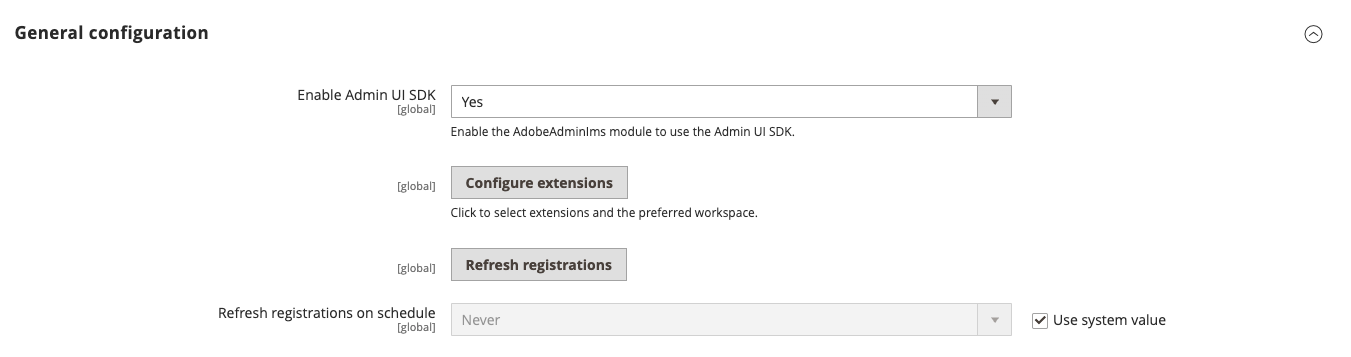 General configuration
Enable Admin UI SDK
[global]
Yes
Enable the AdobeAdminIms module to use the Admin UI SDK.
[global]
Configure extensions
Click to select extensions and the preferred workspace.
[global]
Refresh registrations
Refresh registrations on schedule
[global]
Never
Use system value